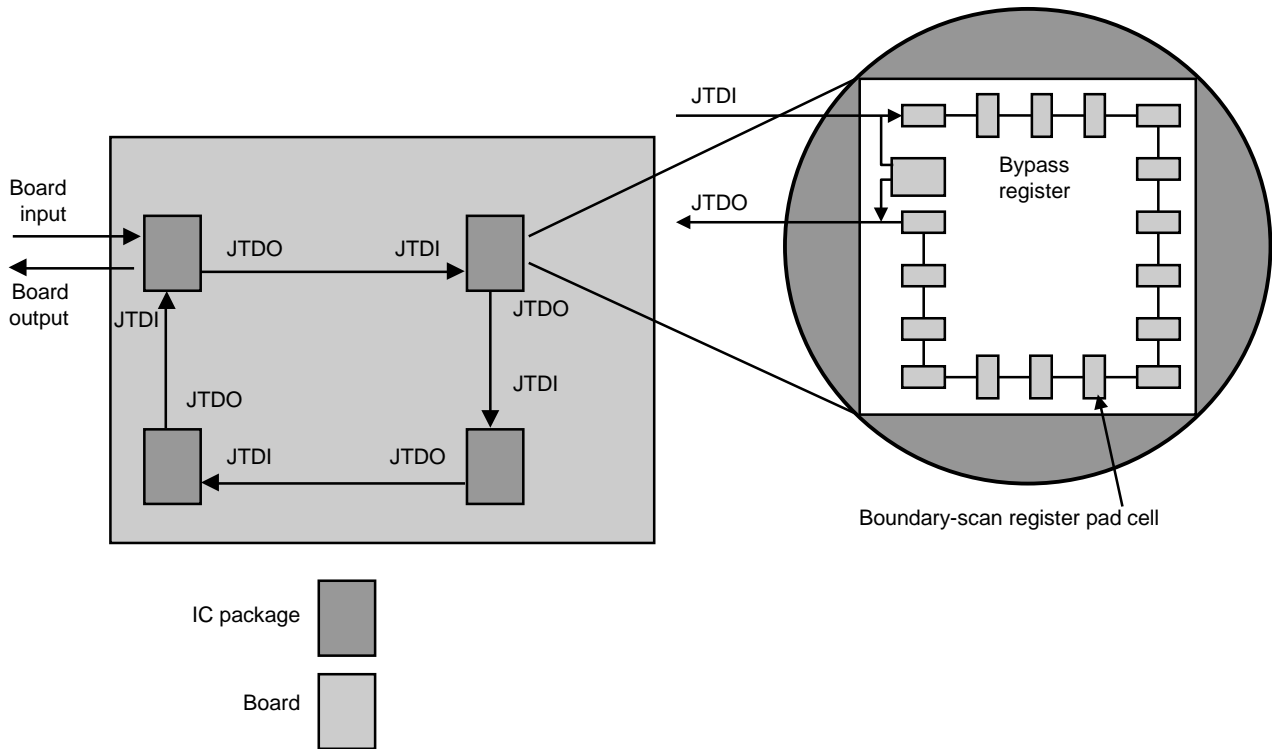 Board
input
Board
output
JTDO
JTDI
JTDO
JTDI
JTDI
JTDO
JTDI
JTDO
JTDI
JTDO
Bypass
register
Boundary-scan register pad cell
IC package
Board